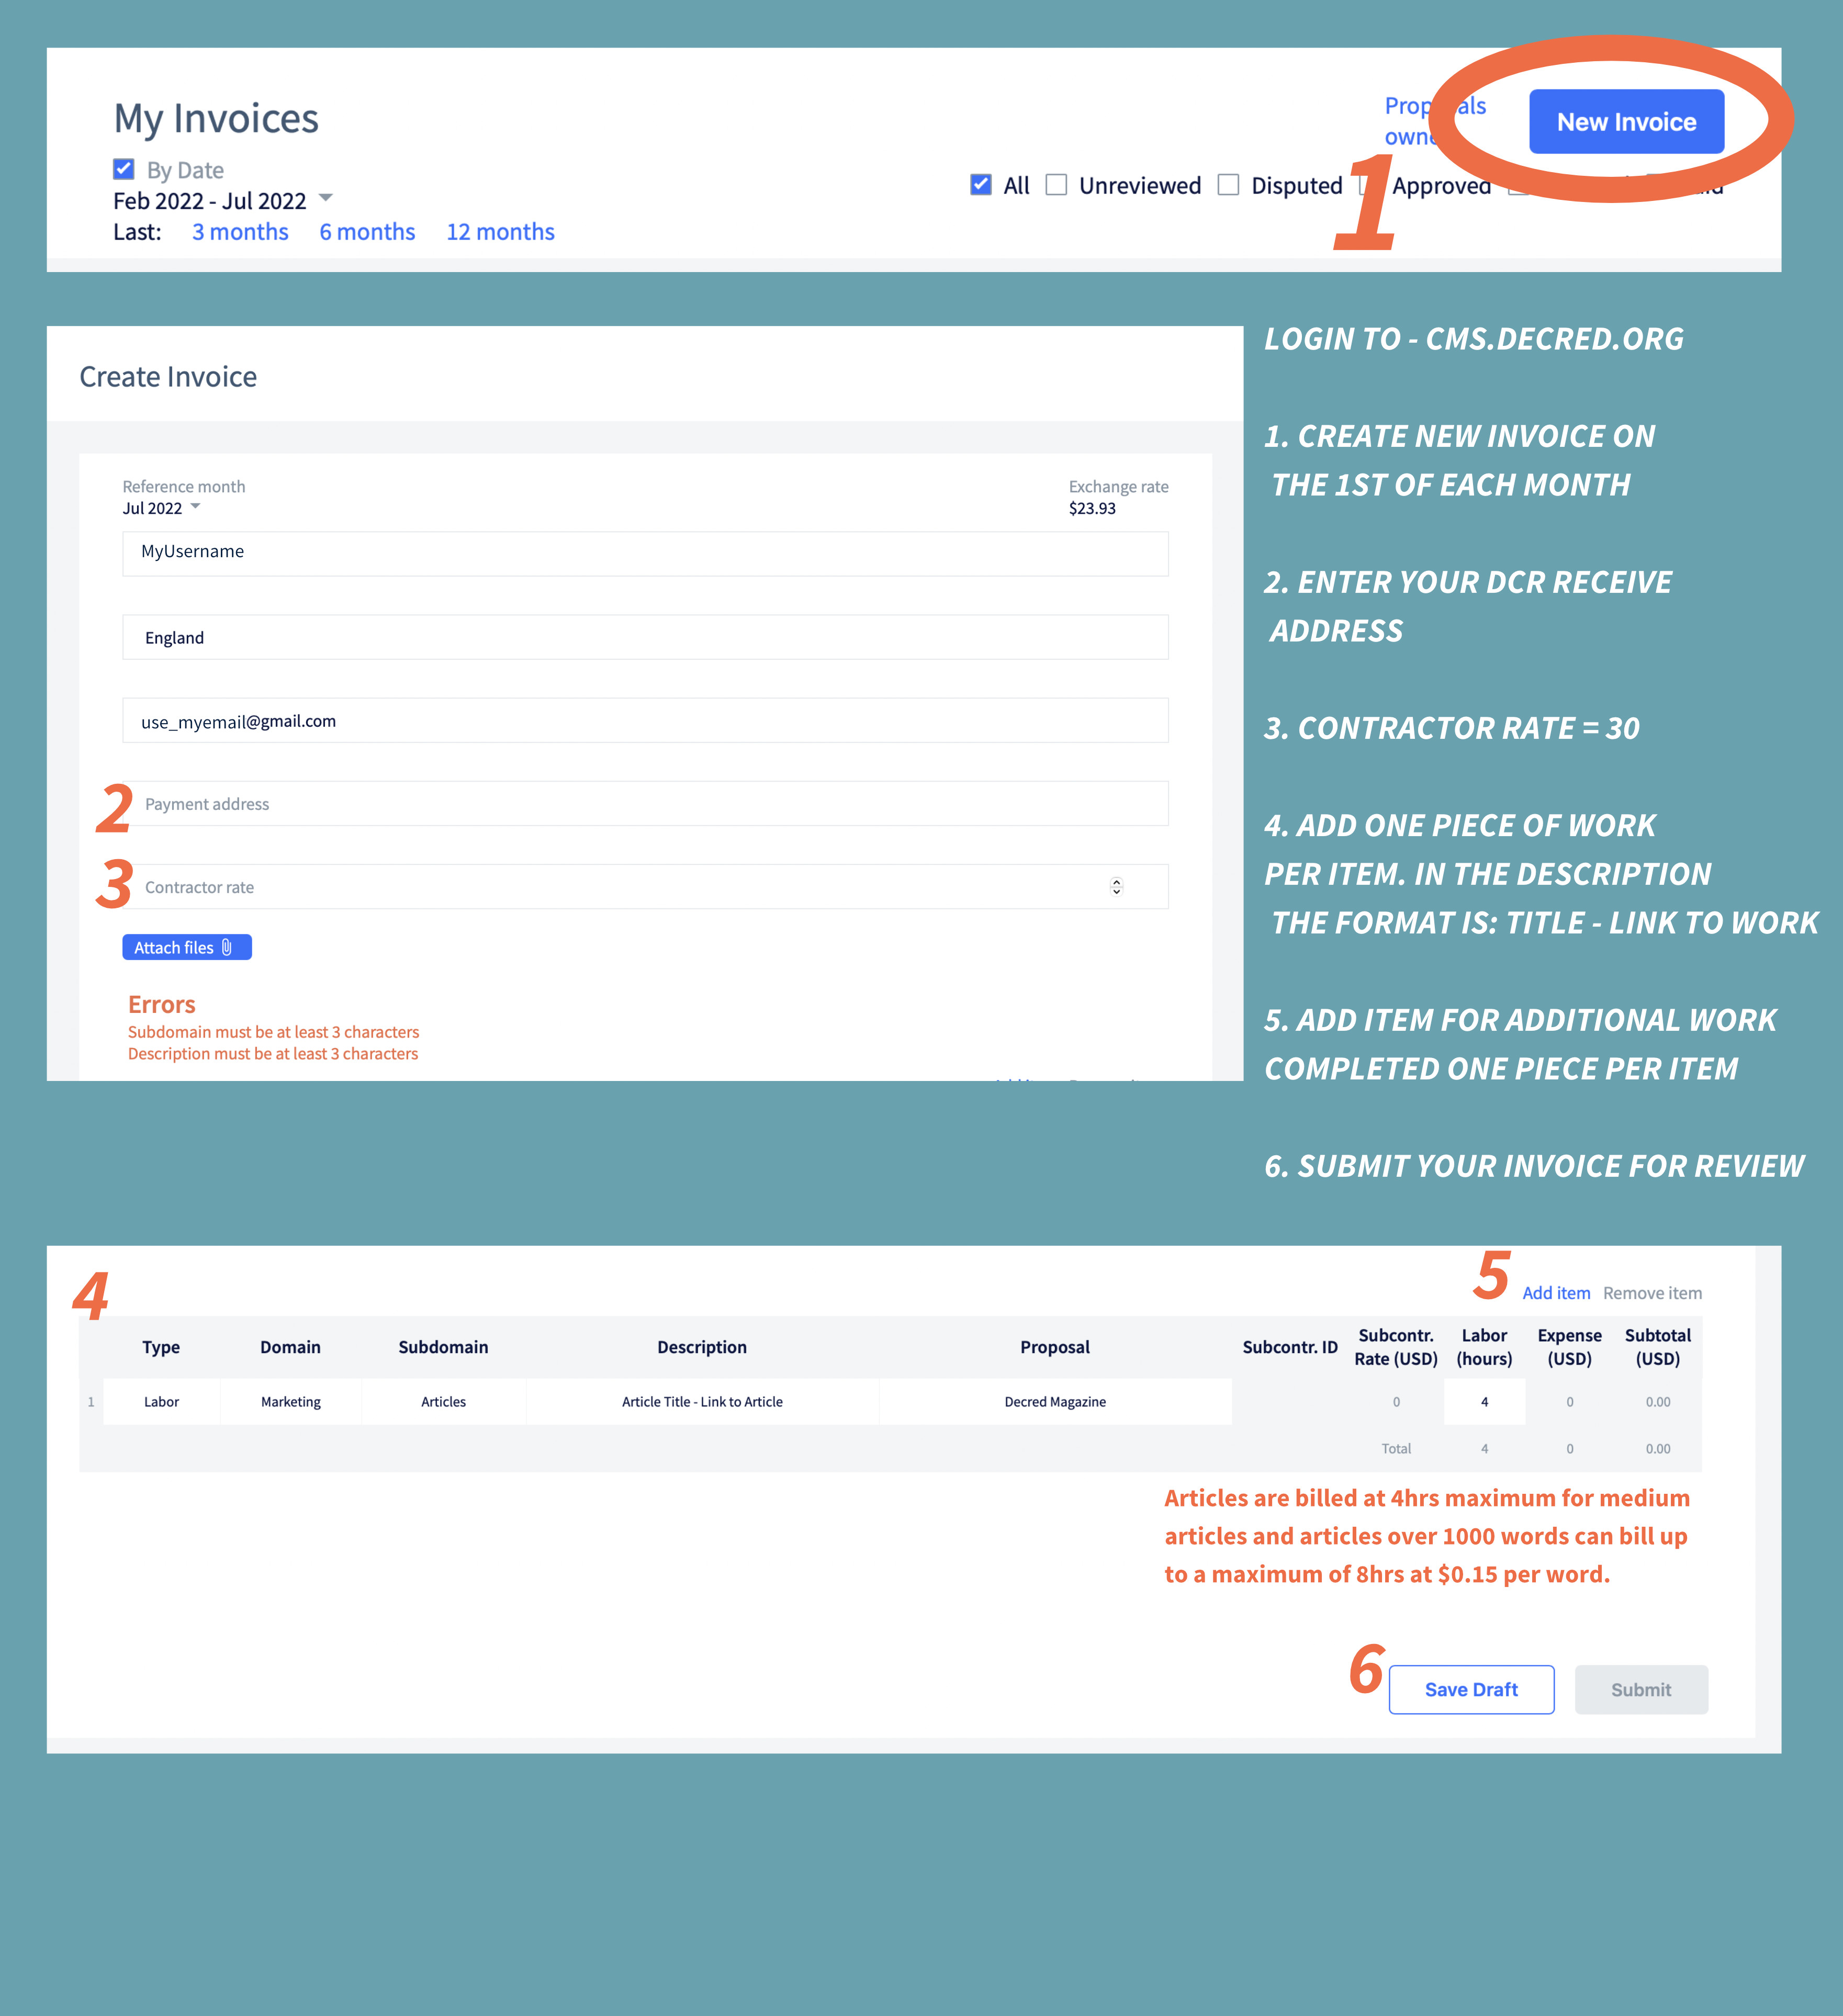 My Invoices
New Invoice
By Date
Feb 2022 - Jul 2022
Last: 3 months 6 months 12 months
All Unreviewed Disputed Approved
1
LOGIN TO - CMS.DECRED.ORG
1. CREATE NEW INVOICE ON
THE 1ST OF EACH MONTH
2. ENTER YOUR DCR RECEIVE
ADDRESS
3. CONTRACTOR RATE = 30
4. ADD ONE PIECE OF WORK
PER ITEM. IN THE DESCRIPTION
THE FORMAT IS: TITLE - LINK TO WORK
5. ADD ITEM FOR ADDITIONAL WORK
COMPLETED ONE PIECE PER ITEM
6. SUBMIT YOUR INVOICE FOR REVIEW
Create Invoice
Reference month Exchange rate
Jul 2022 $23.93
MyUsername
England
use_myemail@gmail.com
2 Payment address
3 Contractor rate
Attach files
Errors
Subdomain must be at least 3 characters
Description must be at least 3 characters
4
5 Add item Remove item
Type Domain Subdomain Description Proposal Subcontr. ID Subcontr. Rate (USD) Labor (hours) Expense (USD) Subtotal (USD)
1 Labor Marketing Articles Article Title - Link to Article Decred Magazine 0 4 0 0.00
Total 4 0 0.00
Articles are billed at 4hrs maximum for medium
articles and articles over 1000 words can bill up
to a maximum of 8hrs at $0.15 per word.
6 Save Draft Submit